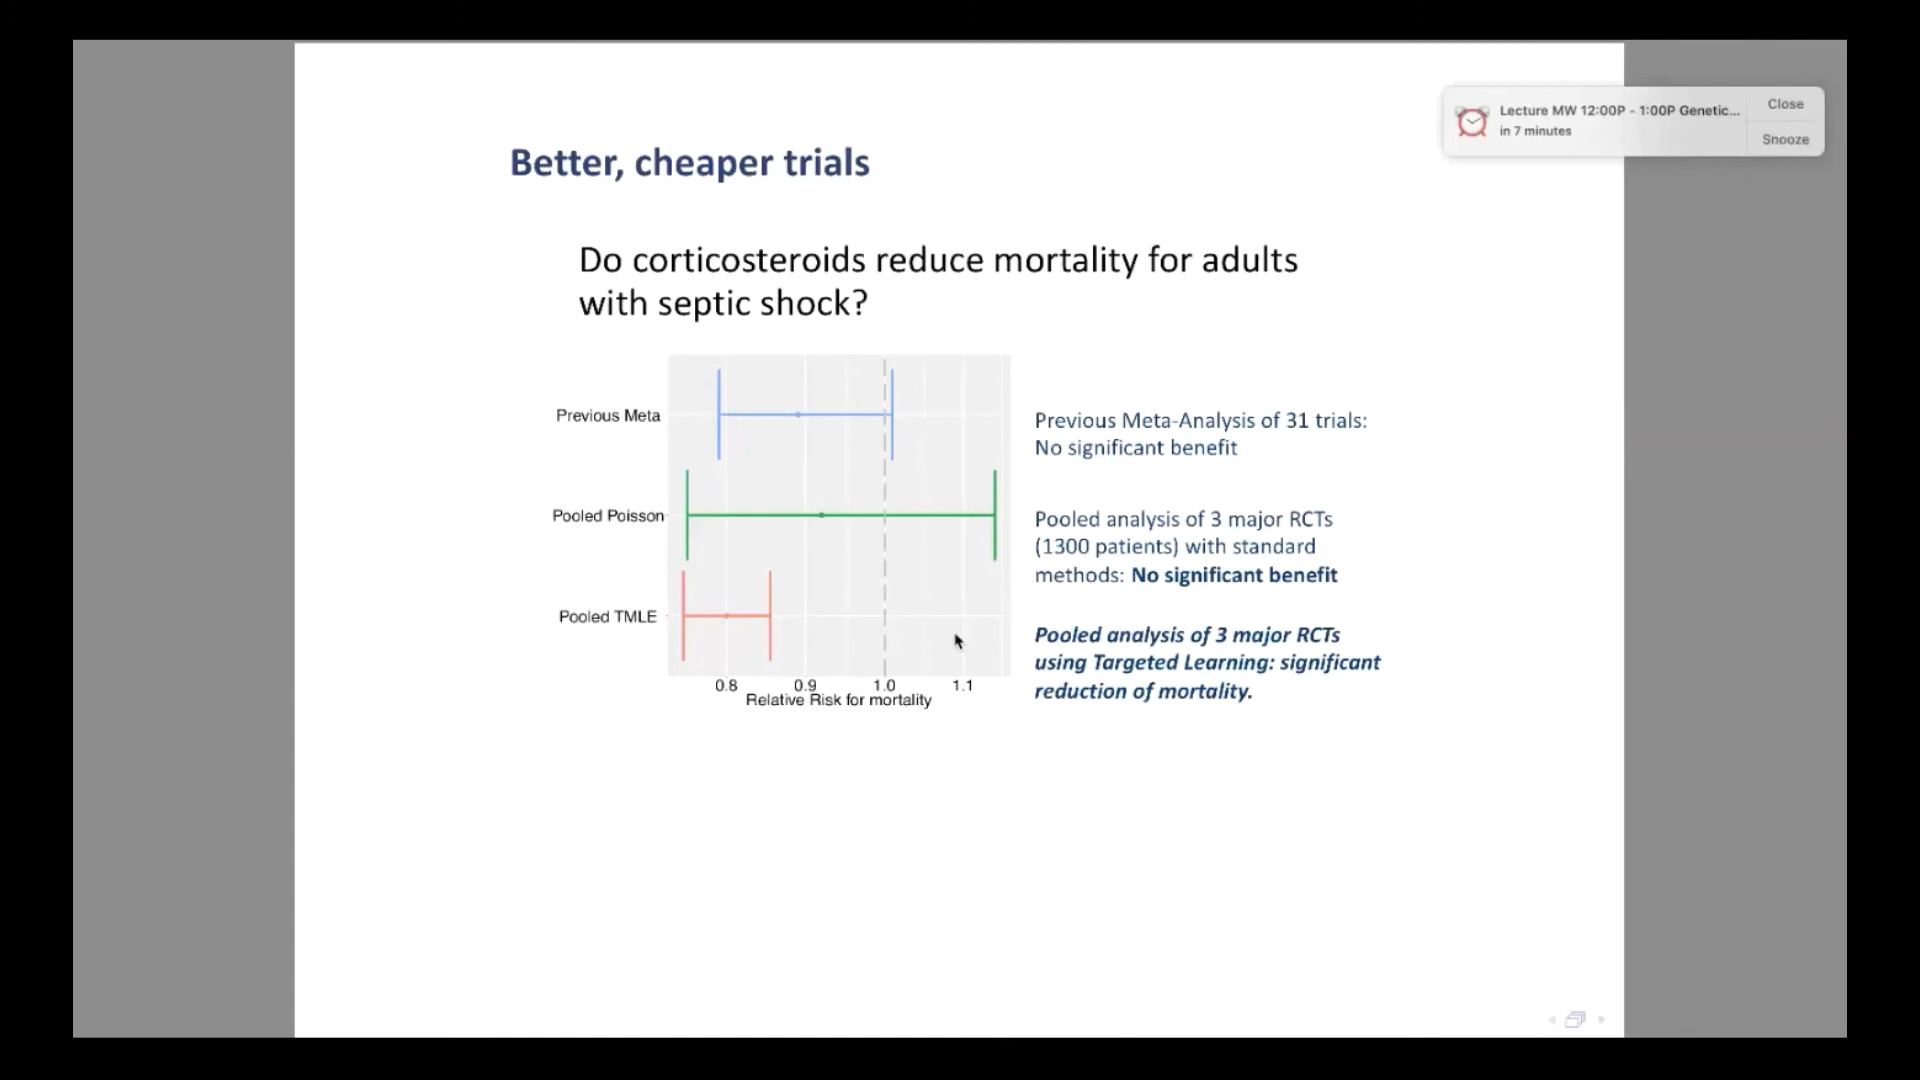 Lecture MW 12:00P - 1:00P Genetic...
in 7 minutes
Close
Snooze
Better, cheaper trials
Do corticosteroids reduce mortality for adults
with septic shock?
Previous Meta
Pooled Poisson
Pooled TMLE
0.8 0.9 1.0 1.1
Relative Risk for mortality
Previous Meta-Analysis of 31 trials:
No significant benefit
Pooled analysis of 3 major RCTs
(1300 patients) with standard
methods: No significant benefit
Pooled analysis of 3 major RCTs
using Targeted Learning: significant
reduction of mortality.